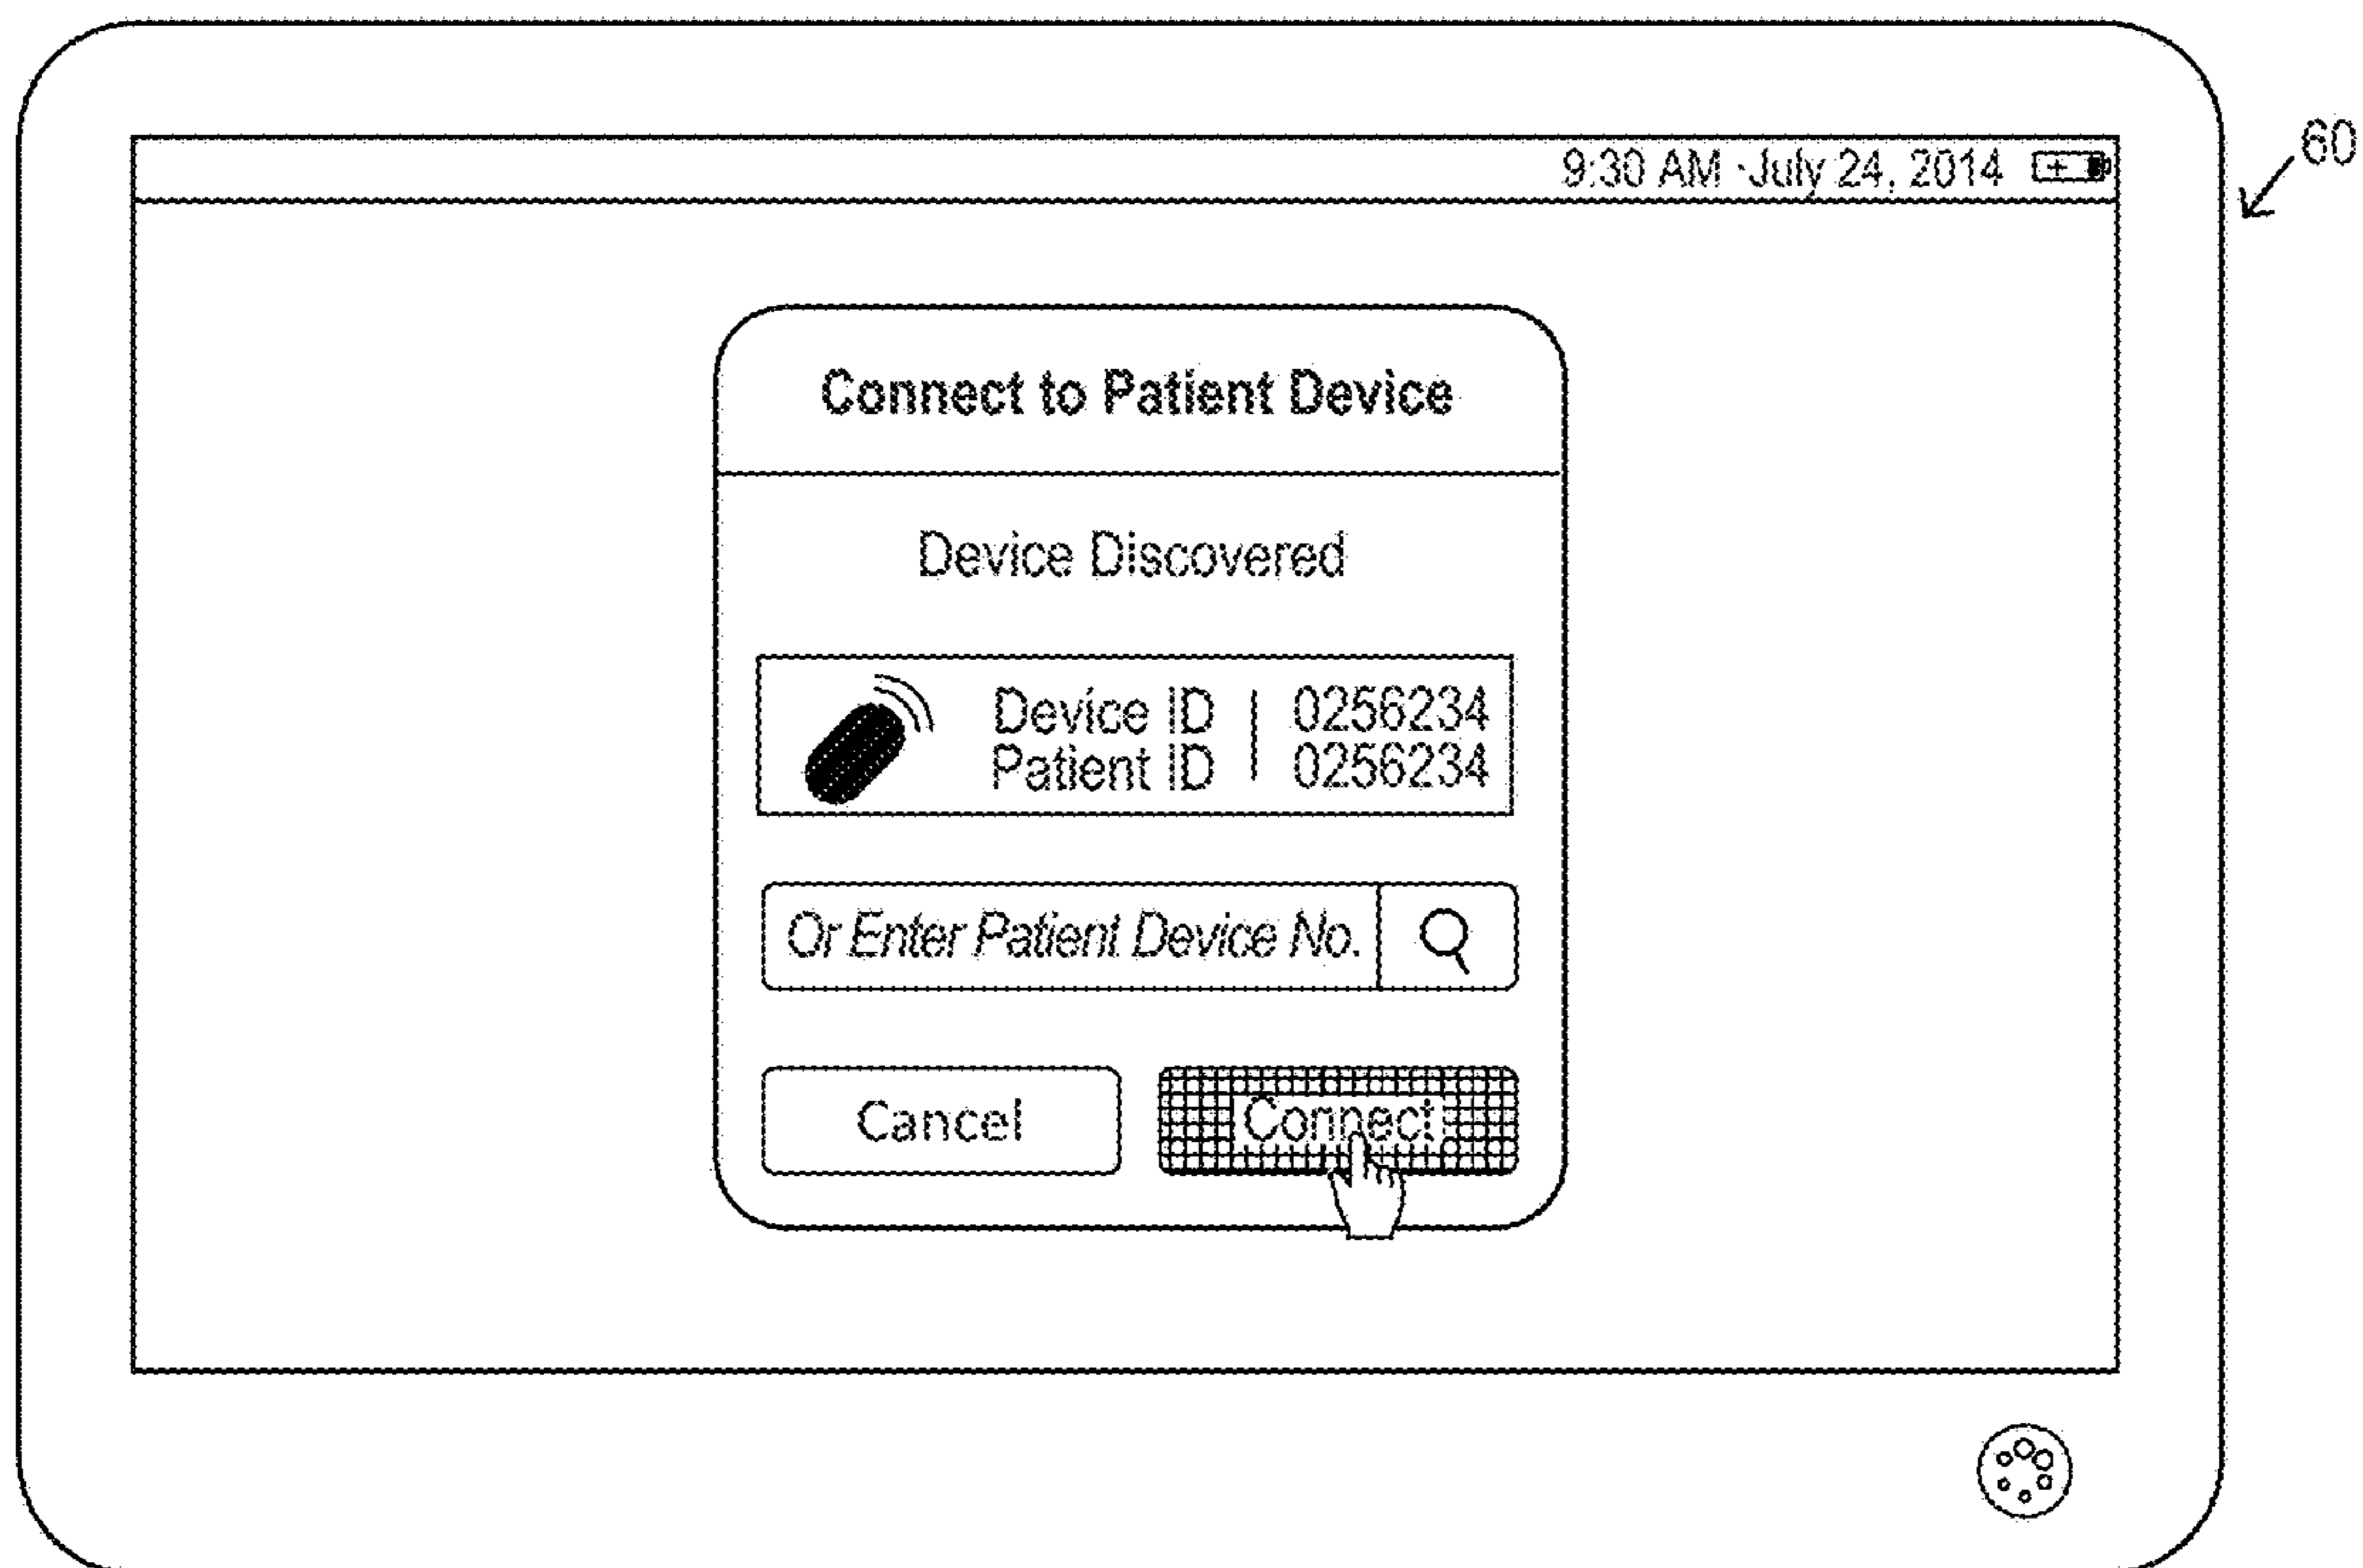 9:30 AM July 24, 2014
60
Connect to Patient Device
Device Discovered
Device ID | 0256234
Patient ID | 0256234
Or Enter Patient Device No.
Cancel
Connect